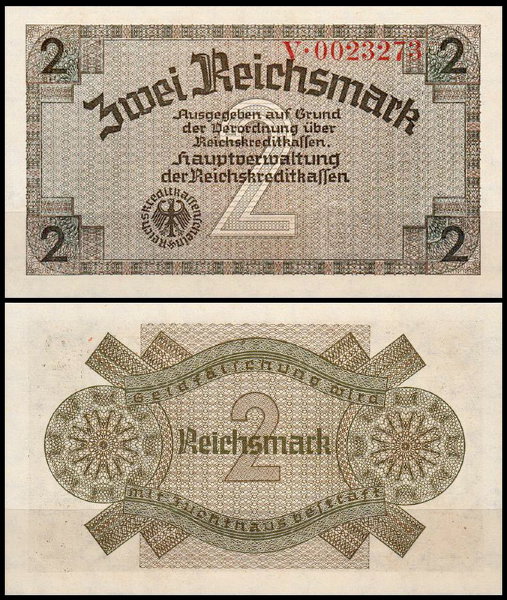 2 V·0023273 2
Zwei Reichsmark
Ausgegeben auf Grund
der Verordnung über
Reichskreditkassen.
Hauptverwaltung
der Reichskreditkassen
2
Reichskreditkassenschein
2 2
Geldfälschung wird
2
Reichsmark
mit Zuchthaus bestraft